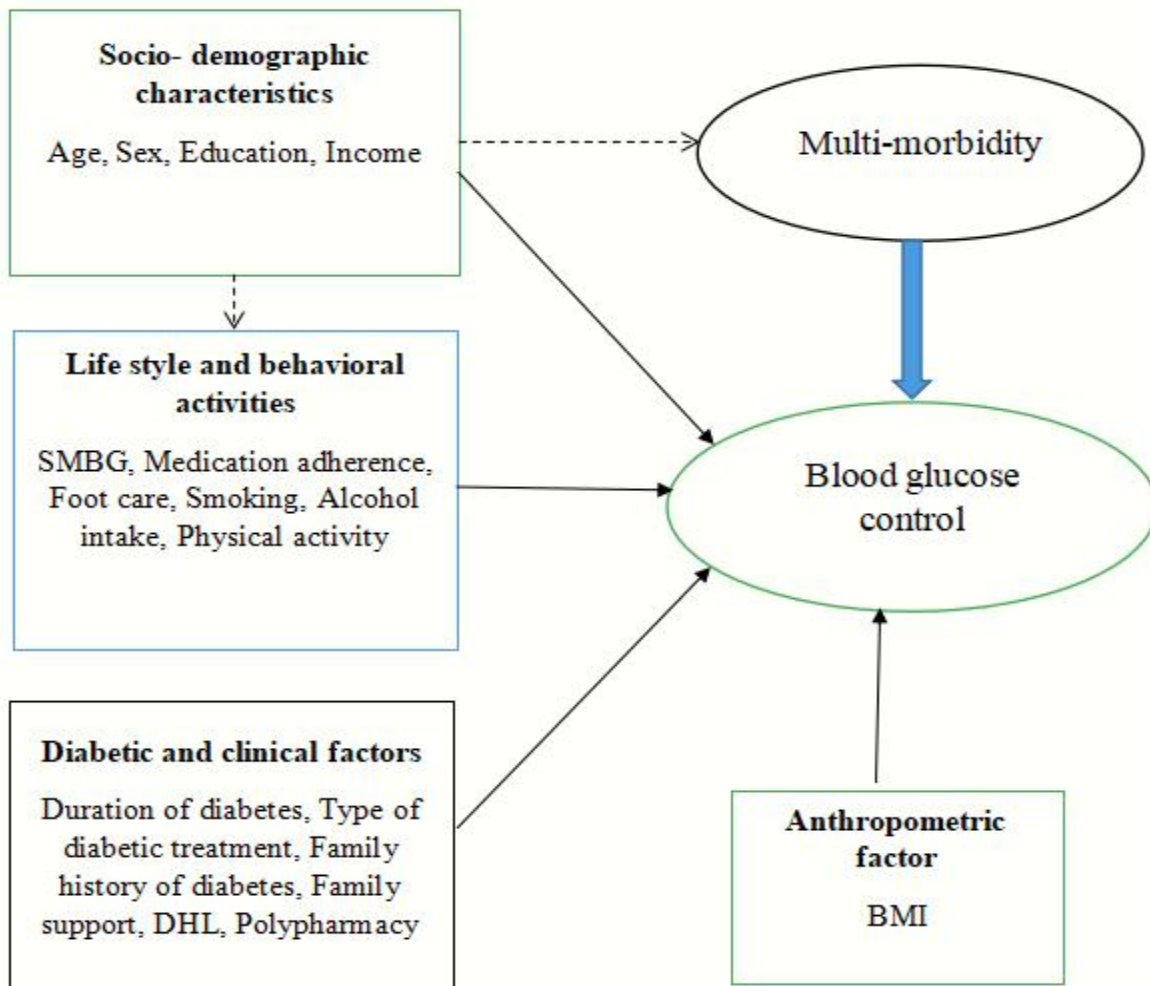 Socio- demographic
characteristics
Age, Sex, Education, Income
Multi-morbidity
Life style and behavioral
activities
SMBG, Medication adherence,
Foot care, Smoking, Alcohol
intake, Physical activity
Blood glucose
control
Diabetic and clinical factors
Duration of diabetes, Type of
diabetic treatment, Family
history of diabetes, Family
support, DHL, Polypharmacy
Anthropometric
factor
BMI